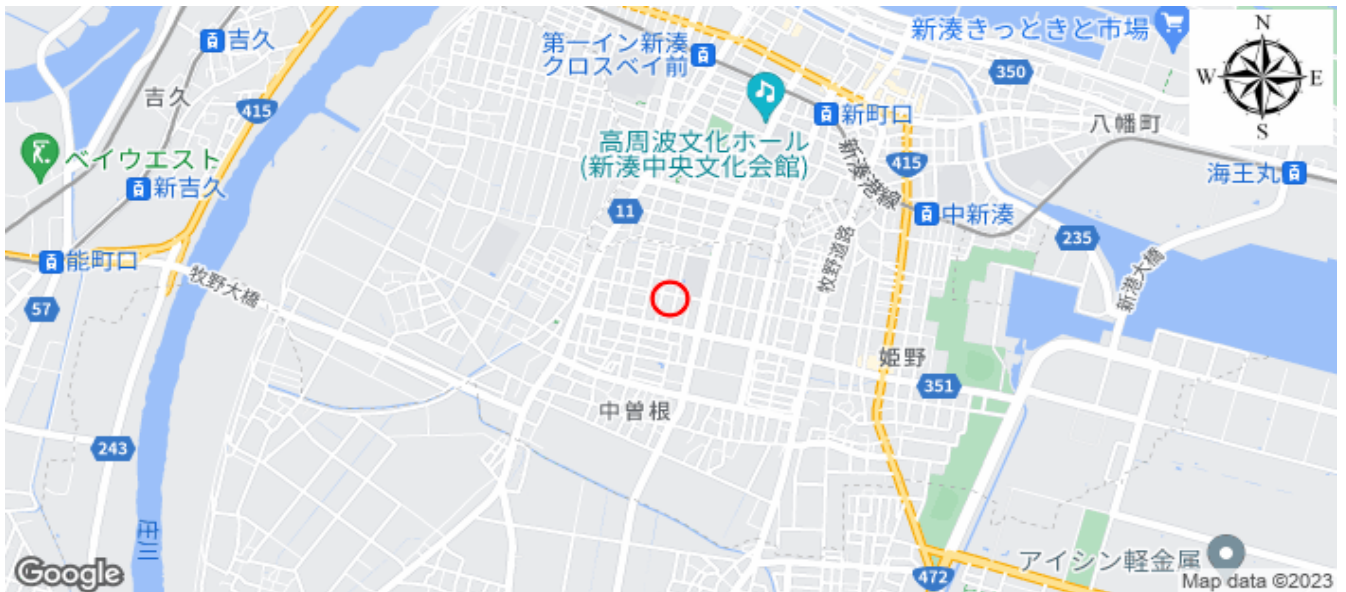 吉久
吉久
415
ベイウエスト
新吉久
能町口
57
牧野大橋
243
庄川
第一イン新湊
クロスベイ前
高周波文化ホール
(新湊中央文化会館)
新町口
新湊港線
415
11
中新湊
牧野道路
新湊きっときと市場
350
八幡町
海王丸
235
新港大橋
姫野
351
中曽根
472
アイシン軽金属
N
W
E
S
Google
Map data ©2023